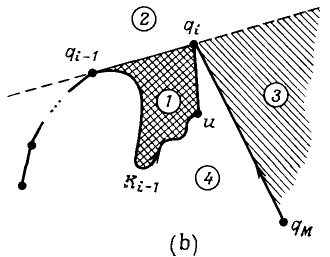 ②
q_i
q_{i-1}
①
③
u
K_{i-1}
④
q_M
(b)